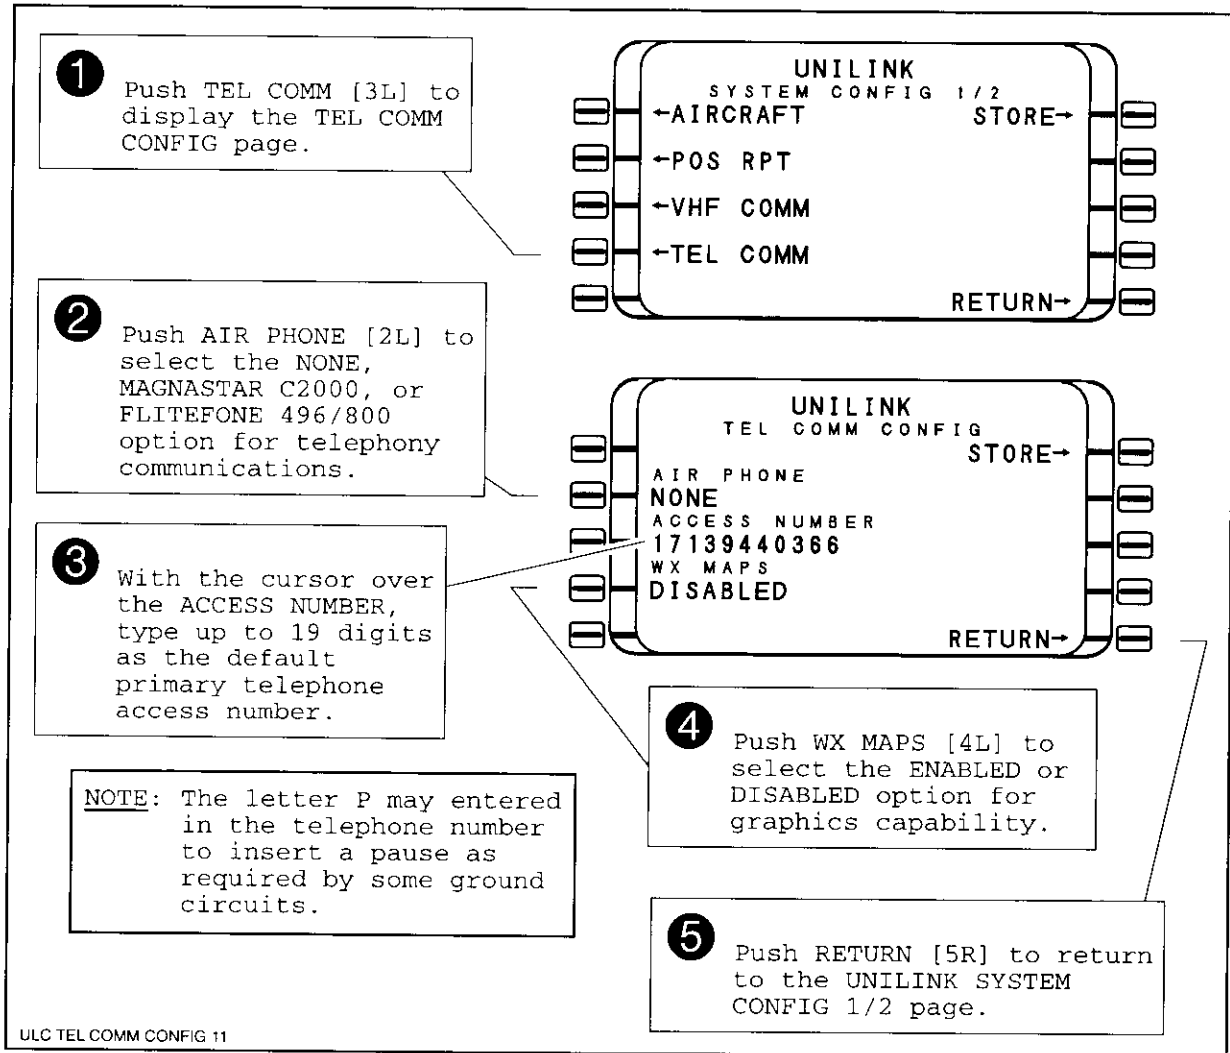 1
Push TEL COMM [3L] to
display the TEL COMM
CONFIG page.
UNILINK
SYSTEM CONFIG 1/2
←AIRCRAFT STORE→
←POS RPT
←VHF COMM
←TEL COMM
RETURN→
2
Push AIR PHONE [2L] to
select the NONE,
MAGNASTAR C2000, or
FLITEFONE 496/800
option for telephony
communications.
UNILINK
TEL COMM CONFIG
STORE→
AIR PHONE
NONE
ACCESS NUMBER
17139440366
WX MAPS
DISABLED
RETURN→
3
With the cursor over
the ACCESS NUMBER,
type up to 19 digits
as the default
primary telephone
access number.
4
Push WX MAPS [4L] to
select the ENABLED or
DISABLED option for
graphics capability.
NOTE: The letter P may entered
in the telephone number
to insert a pause as
required by some ground
circuits.
5
Push RETURN [5R] to return
to the UNILINK SYSTEM
CONFIG 1/2 page.
ULC TEL COMM CONFIG 11